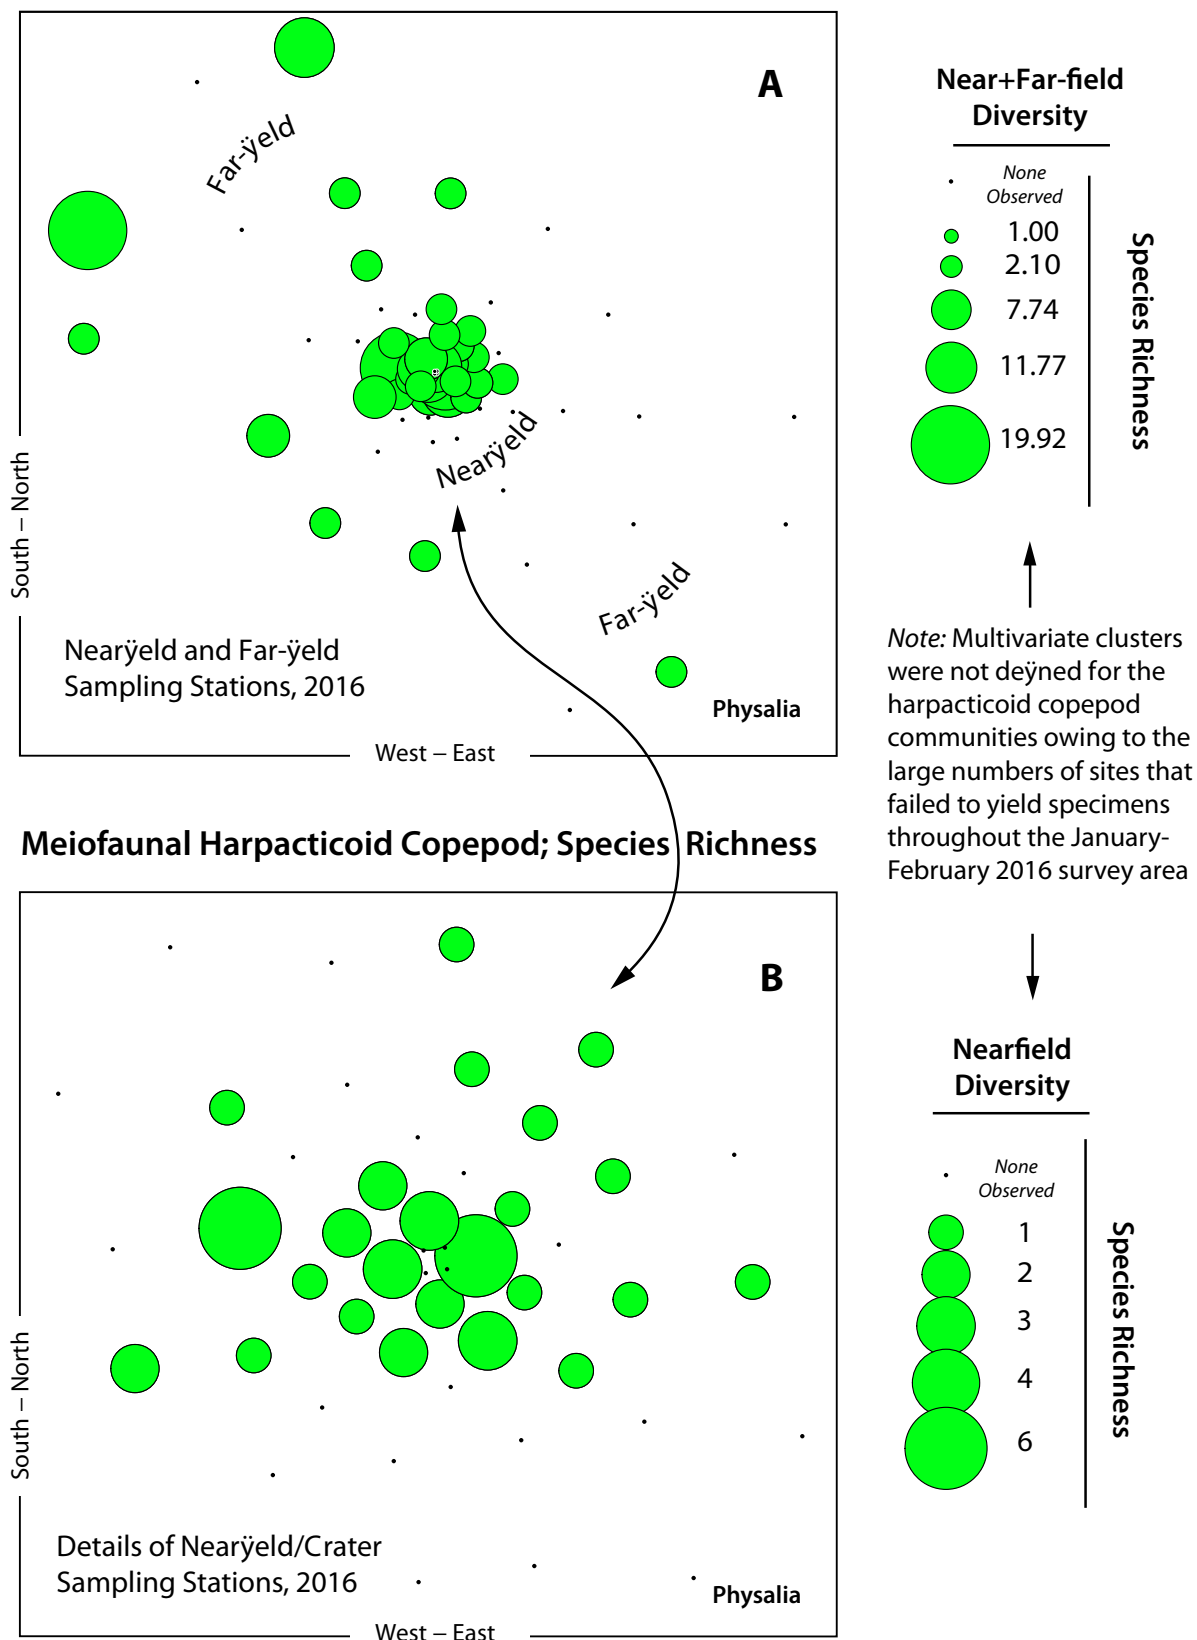 A
Far-ÿeld
Nearÿeld
Far-ÿeld
South – North
Nearÿeld and Far-ÿeld
Sampling Stations, 2016
Physalia
West – East
Near+Far-field
Diversity
None
Observed
1.00
2.10
7.74
11.77
19.92
Species Richness
Note: Multivariate clusters
were not deÿned for the
harpacticoid copepod
communities owing to the
large numbers of sites that
failed to yield specimens
throughout the January-
February 2016 survey area
Meiofaunal Harpacticoid Copepod; Species Richness
B
South – North
Details of Nearÿeld/Crater
Sampling Stations, 2016
Physalia
West – East
Nearfield
Diversity
None
Observed
1
2
3
4
6
Species Richness